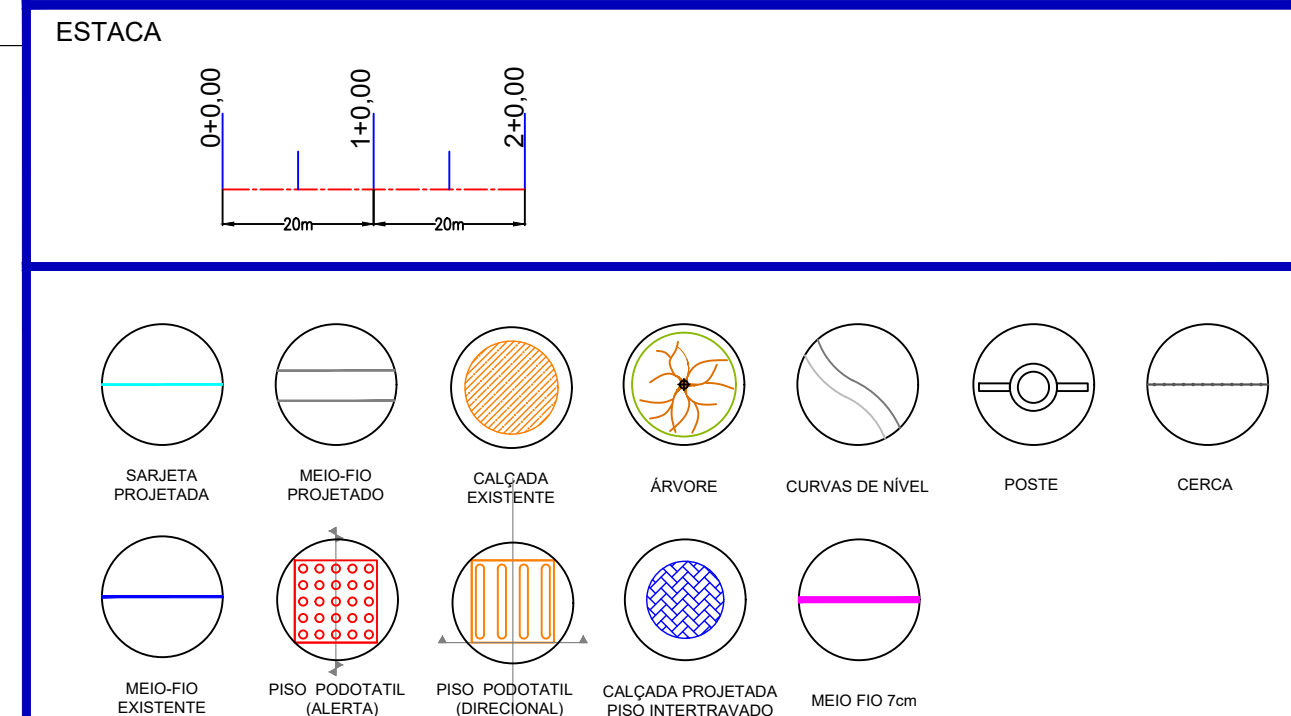 ESTACA
0+0,00
1+0,00
2+0,00
20m
20m
SARJETA
PROJETADA
MEIO-FIO
PROJETADO
CALÇADA
EXISTENTE
ÁRVORE
CURVAS DE NÍVEL
POSTE
CERCA
MEIO-FIO
EXISTENTE
PISO PODOTATIL
(ALERTA)
PISO PODOTATIL
(DIRECIONAL)
CALÇADA PROJETADA
PISO INTERTRAVADO
MEIO FIO 7cm